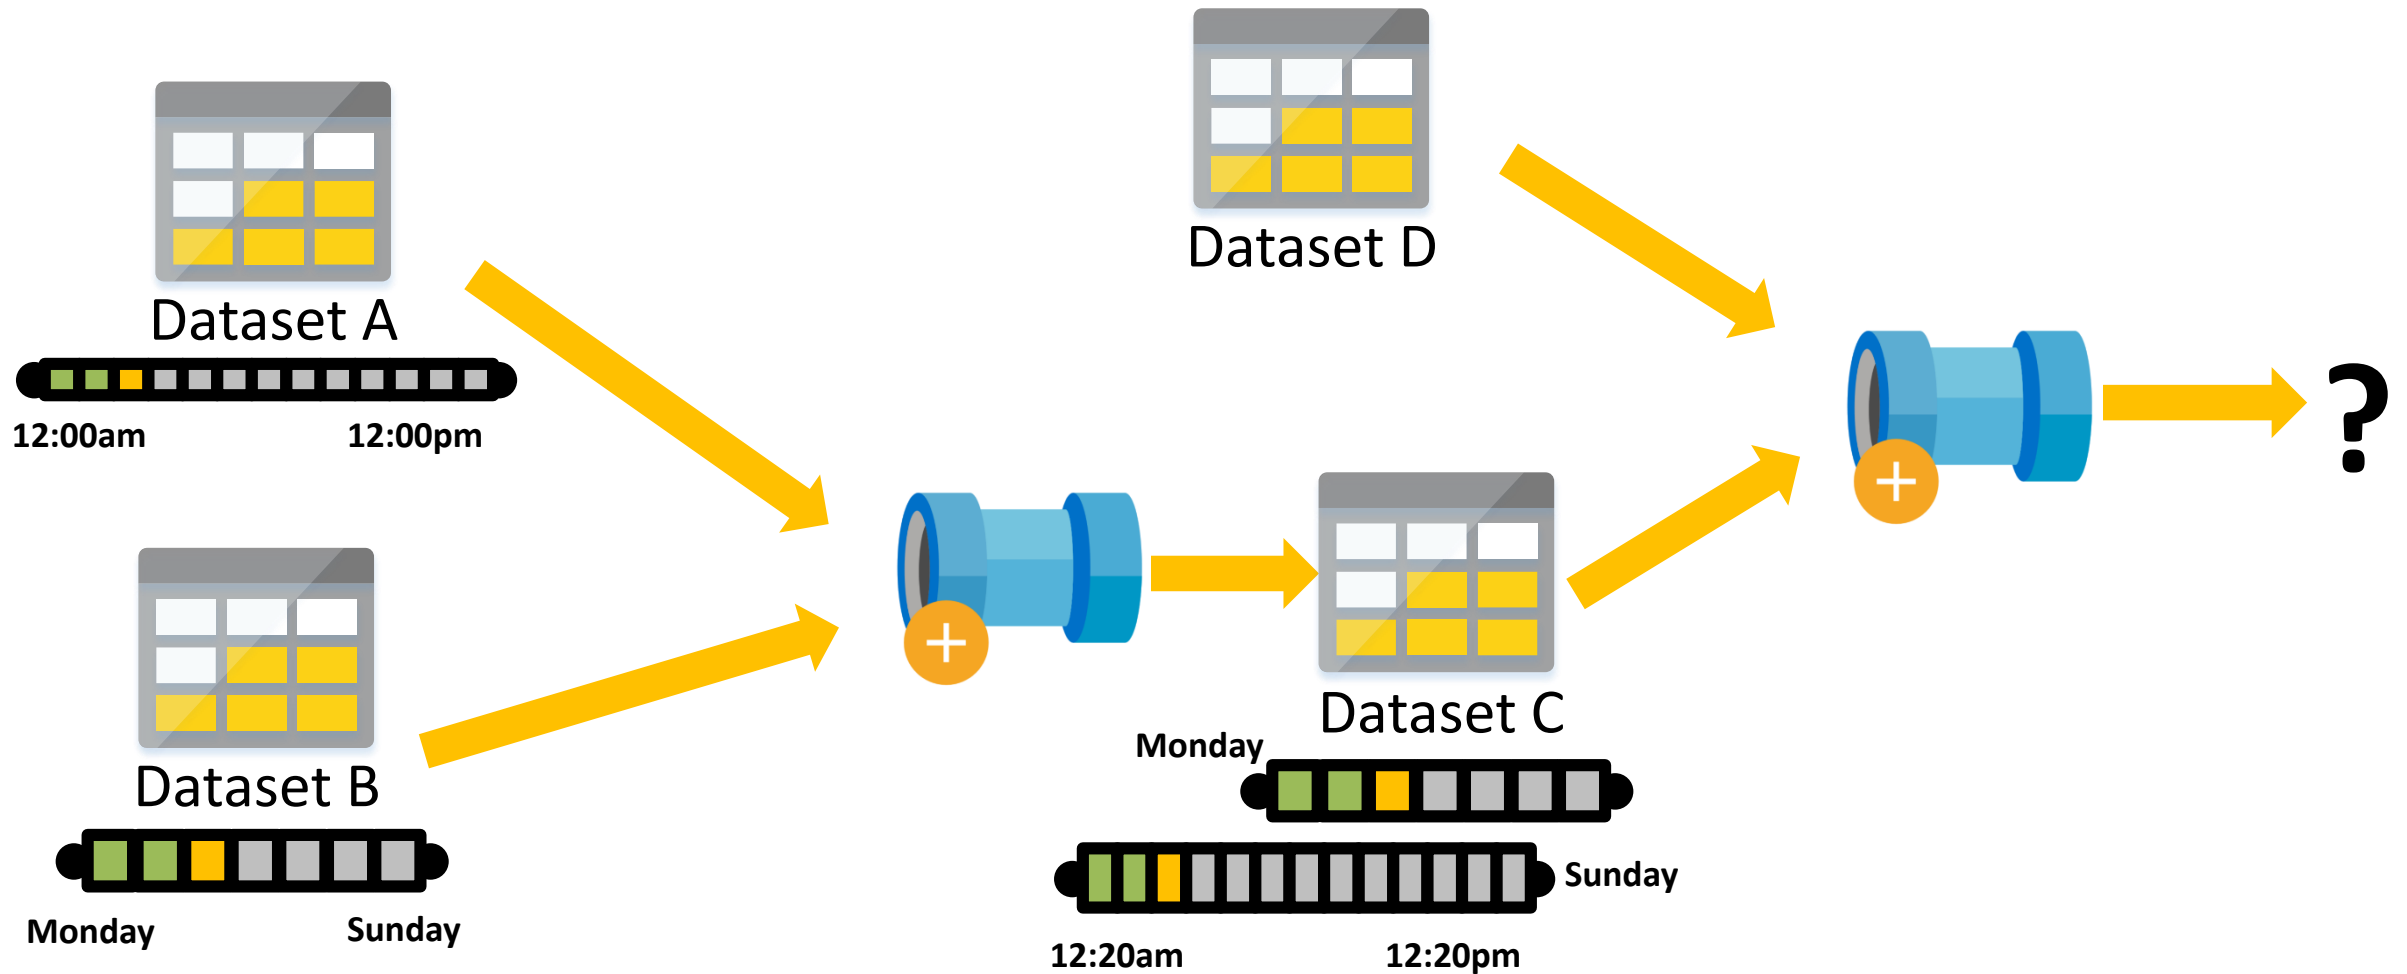 Dataset D
Dataset A
12:00am 12:00pm
?
Dataset C
Monday
Dataset B
Sunday
Monday Sunday
12:20am 12:20pm